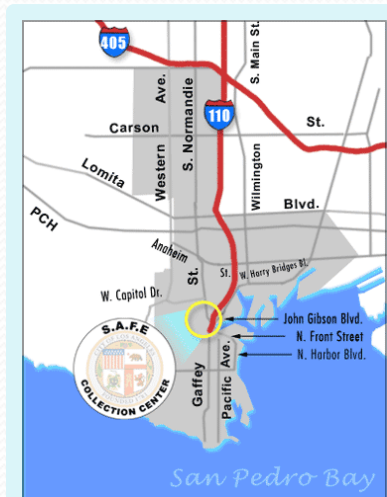 405
Ave.
S. Normandie
S. Main St.
110
Carson
St.
Western
Wilmington
Lomita
Blvd.
PCH
Anaheim
St.
St.
W. Harry Bridges Bl.
W. Capitol Dr.
John Gibson Blvd.
S.A.F.E
COLLECTION CENTER
N. Front Street
Ave.
N. Harbor Blvd.
Gaffey
Pacific
San Pedro Bay